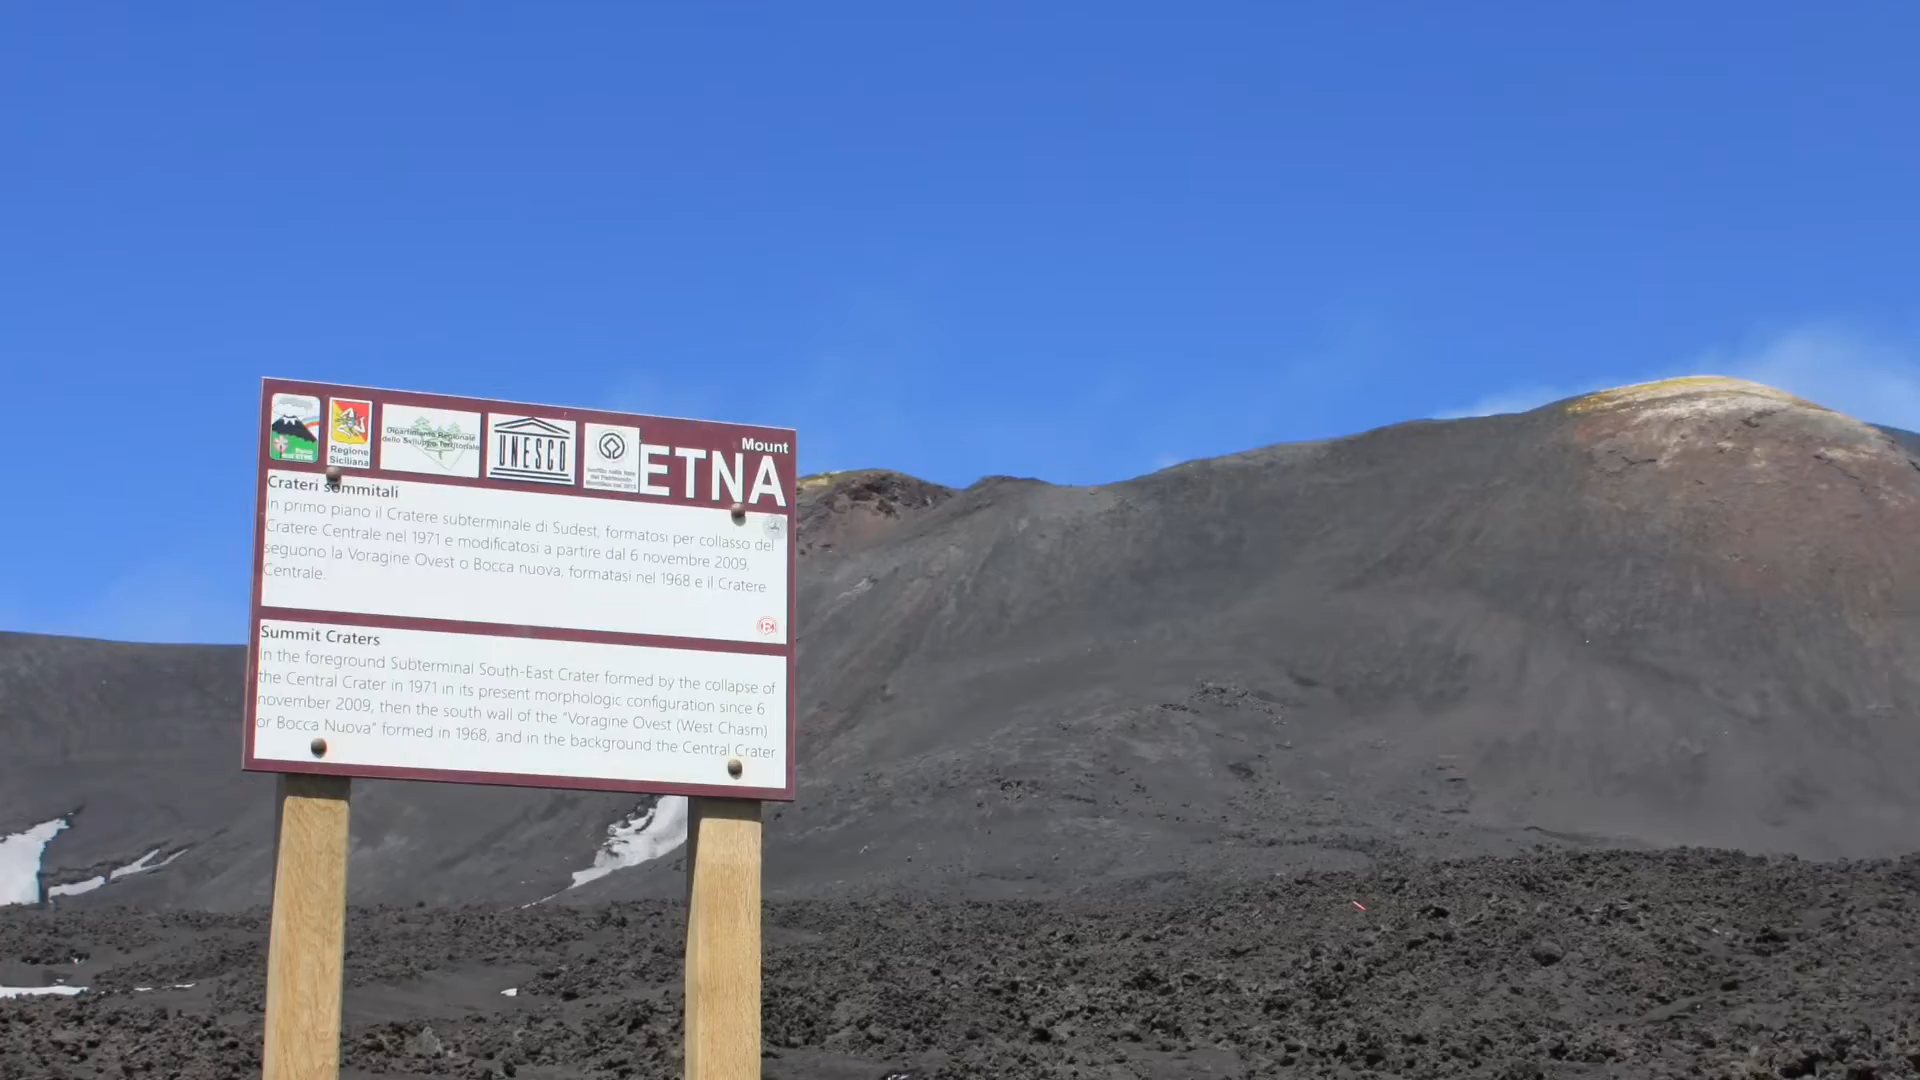 Parco
dell'ETNA
Regione
Siciliana
Dipartimento Regionale
dello Sviluppo Territoriale
UNESCO
Mount
ETNA
Crateri sommitali
In primo piano il Cratere subterminale di Sudest, formatosi per collasso del
Cratere Centrale nel 1971 e modificatosi a partire dal 6 novembre 2009,
seguono la Voragine Ovest o Bocca nuova, formatasi nel 1968 e il Cratere
Centrale.
Summit Craters
In the foreground Subterminal South-East Crater formed by the collapse of
the Central Crater in 1971 in its present morphologic configuration since 6
november 2009, then the south wall of the "Voragine Ovest (West Chasm)
or Bocca Nuova" formed in 1968, and in the background the Central Crater